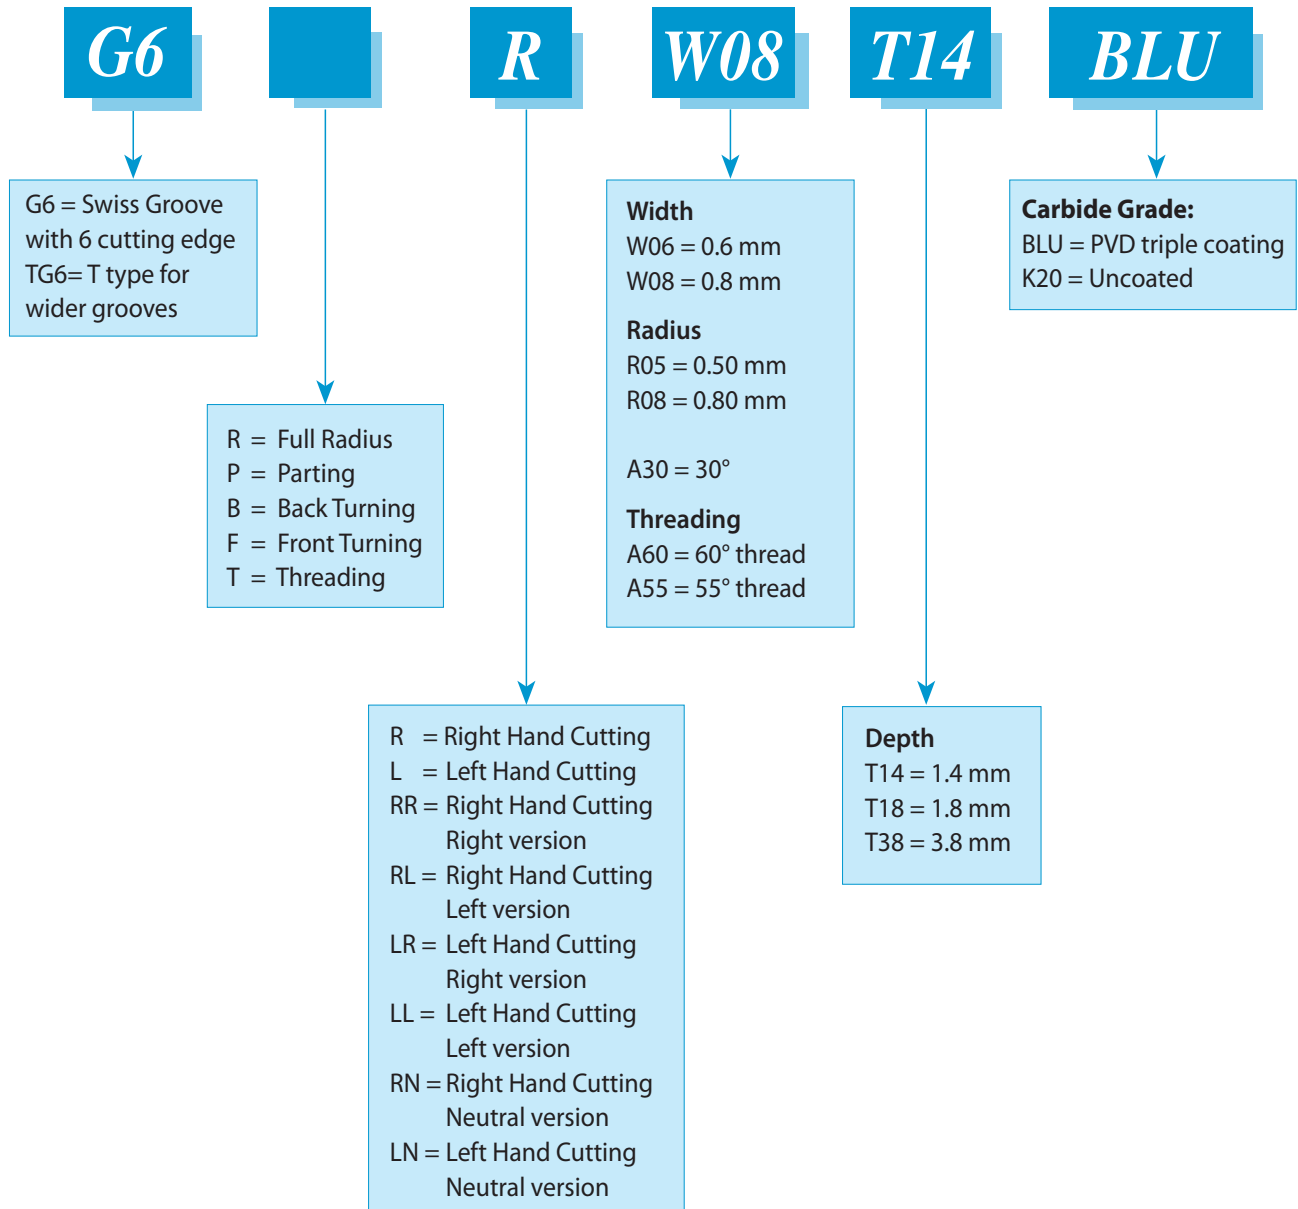 G6 R W08 T14 BLU
G6 = Swiss Groove
with 6 cutting edge
TG6= T type for
wider grooves
R = Full Radius
P = Parting
B = Back Turning
F = Front Turning
T = Threading
R = Right Hand Cutting
L = Left Hand Cutting
RR = Right Hand Cutting
Right version
RL = Right Hand Cutting
Left version
LR = Left Hand Cutting
Right version
LL = Left Hand Cutting
Left version
RN = Right Hand Cutting
Neutral version
LN = Left Hand Cutting
Neutral version
Width
W06 = 0.6 mm
W08 = 0.8 mm
Radius
R05 = 0.50 mm
R08 = 0.80 mm
A30 = 30°
Threading
A60 = 60° thread
A55 = 55° thread
Depth
T14 = 1.4 mm
T18 = 1.8 mm
T38 = 3.8 mm
Carbide Grade:
BLU = PVD triple coating
K20 = Uncoated